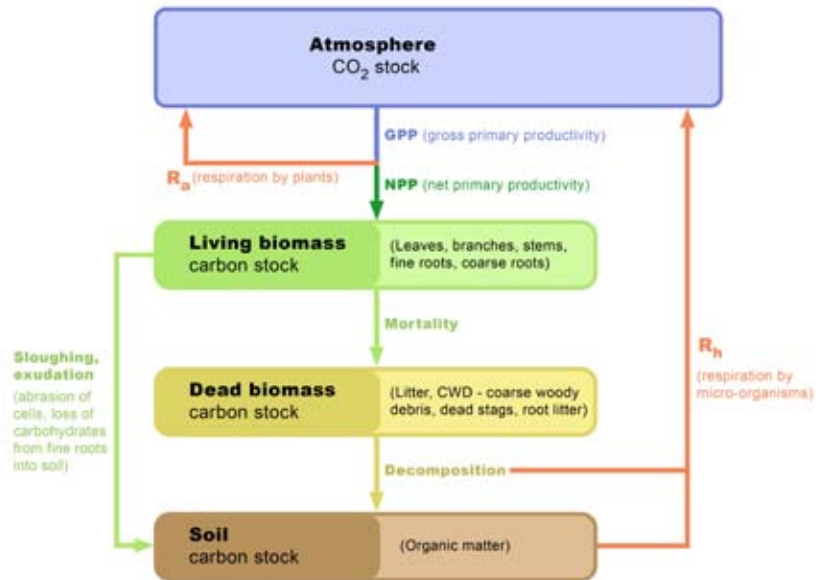 Atmosphere
CO₂ stock
GPP (gross primary productivity)
Rₐ (respiration by plants)
NPP (net primary productivity)
Living biomass
carbon stock
(Leaves, branches, stems,
fine roots, coarse roots)
Mortality
Sloughing,
exudation
(abrasion of
cells, loss of
carbohydrates
from fine roots
into soil)
Rₕ
(respiration by
micro-organisms)
Dead biomass
carbon stock
(Litter, CWD - coarse woody
debris, dead stags, root litter)
Decomposition
Soil
carbon stock
(Organic matter)